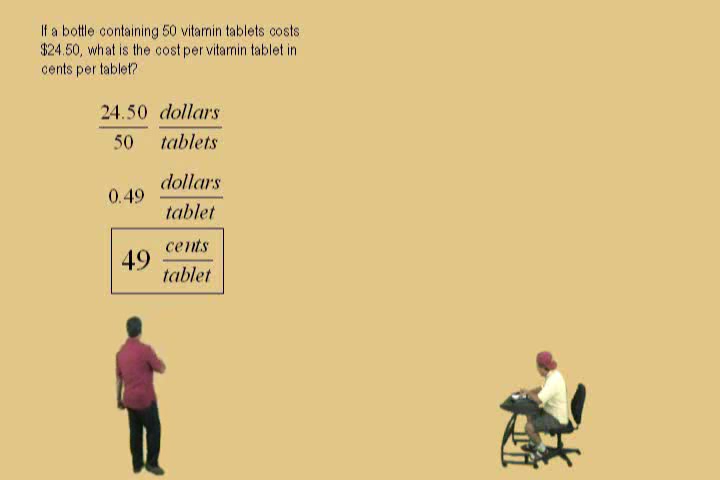 If a bottle containing 50 vitamin tablets costs
$24.50, what is the cost per vitamin tablet in
cents per tablet?
24.50 dollars
50 tablets
0.49 dollars
tablet
49 cents
tablet